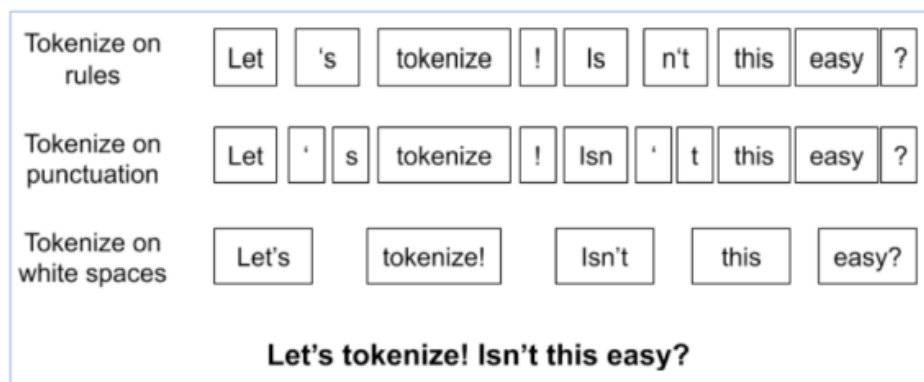 Tokenize on
rules
Let ‘s tokenize ! Is n‘t this easy ?
Tokenize on
punctuation
Let ‘ s tokenize ! Isn ‘ t this easy ?
Tokenize on
white spaces
Let’s tokenize! Isn’t this easy?
Let’s tokenize! Isn’t this easy?